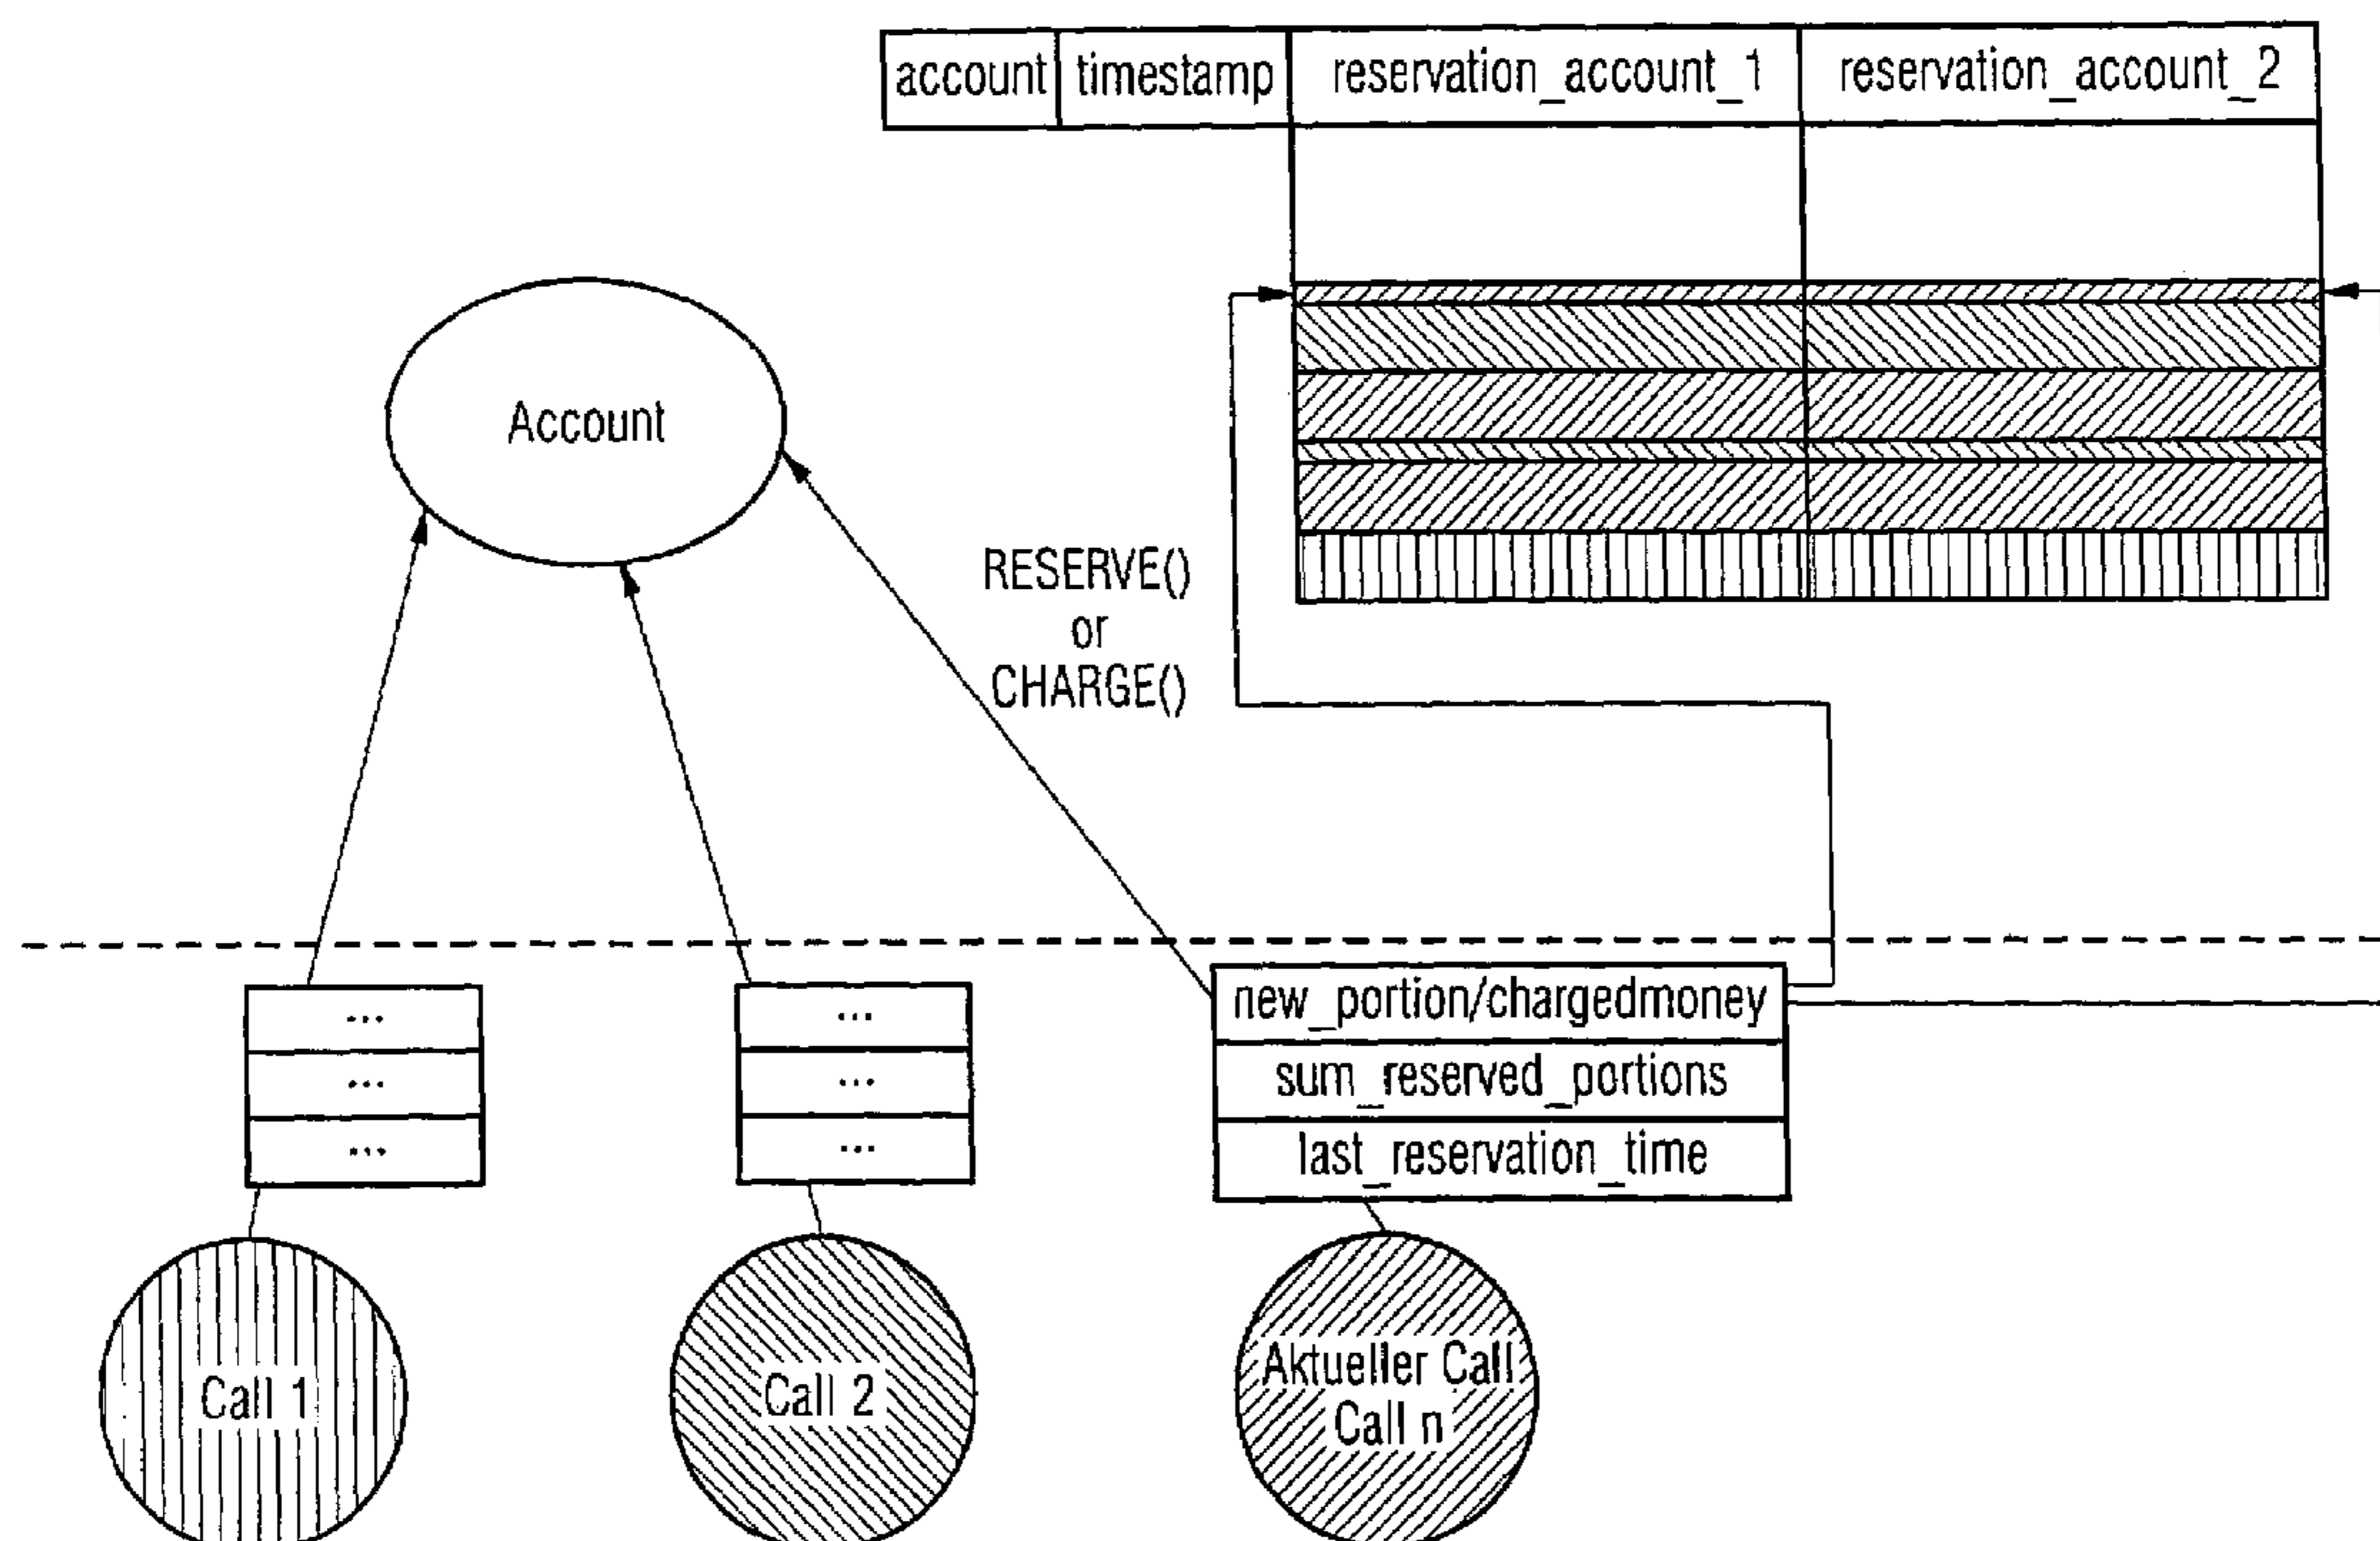 account timestamp reservation_account_1 reservation_account_2
Account
RESERVE()
or
CHARGE()
new_portion/chargedmoney
sum_reserved_portions
last_reservation_time
...
...
...
...
...
...
Call 1
Call 2
Aktueller Call
Call n